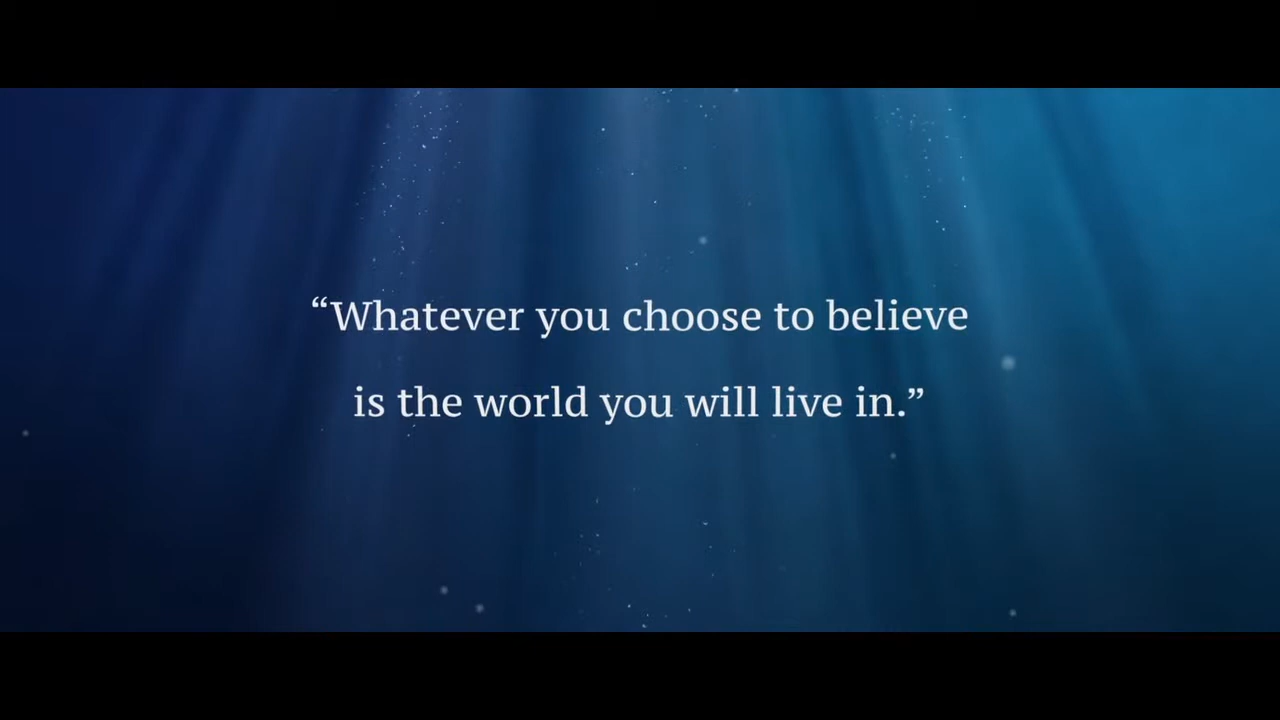 “Whatever you choose to believe
is the world you will live in.”